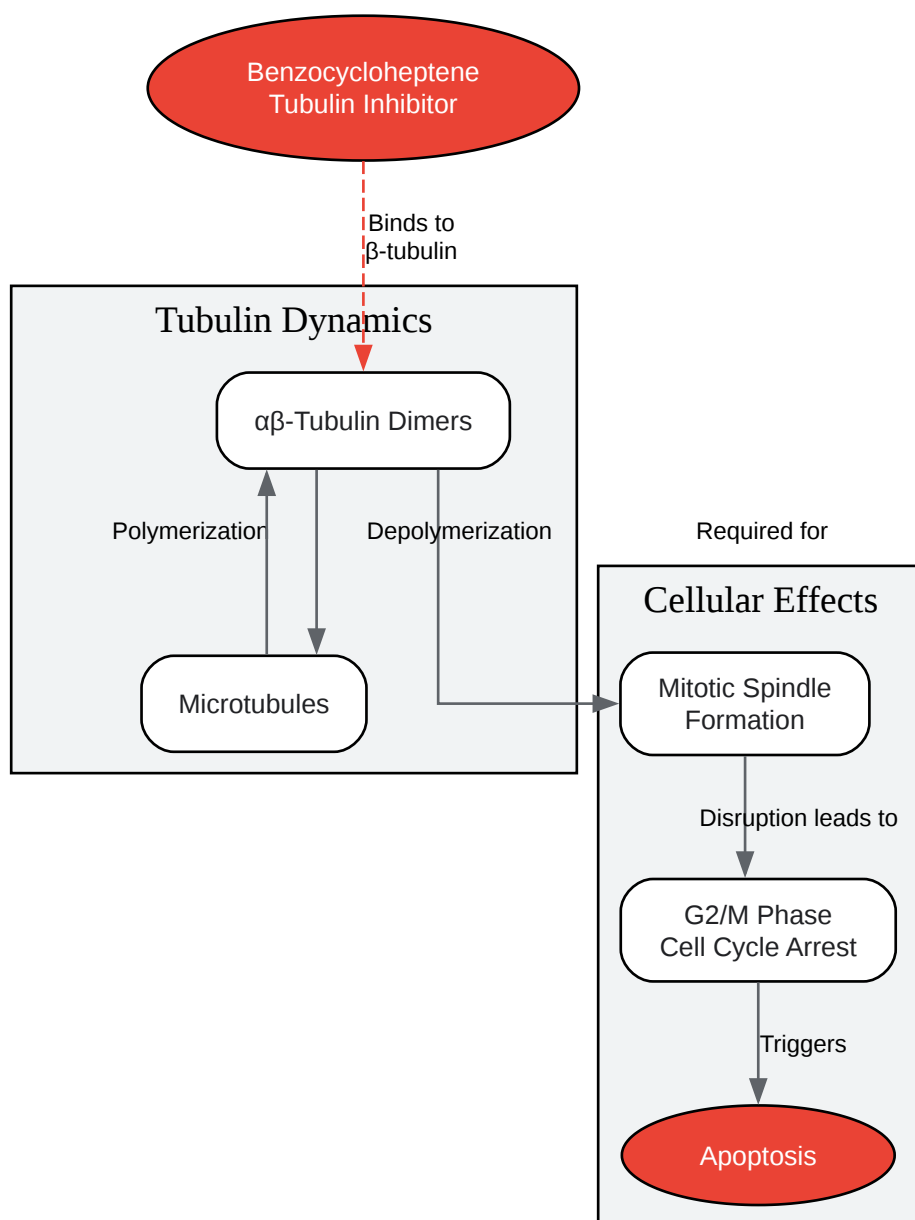 Benzocycloheptene
Tubulin Inhibitor
Binds to
β-tubulin
Tubulin Dynamics
αβ-Tubulin Dimers
Polymerization
Depolymerization
Required for
Microtubules
Cellular Effects
Mitotic Spindle
Formation
Disruption leads to
G2/M Phase
Cell Cycle Arrest
Triggers
Apoptosis